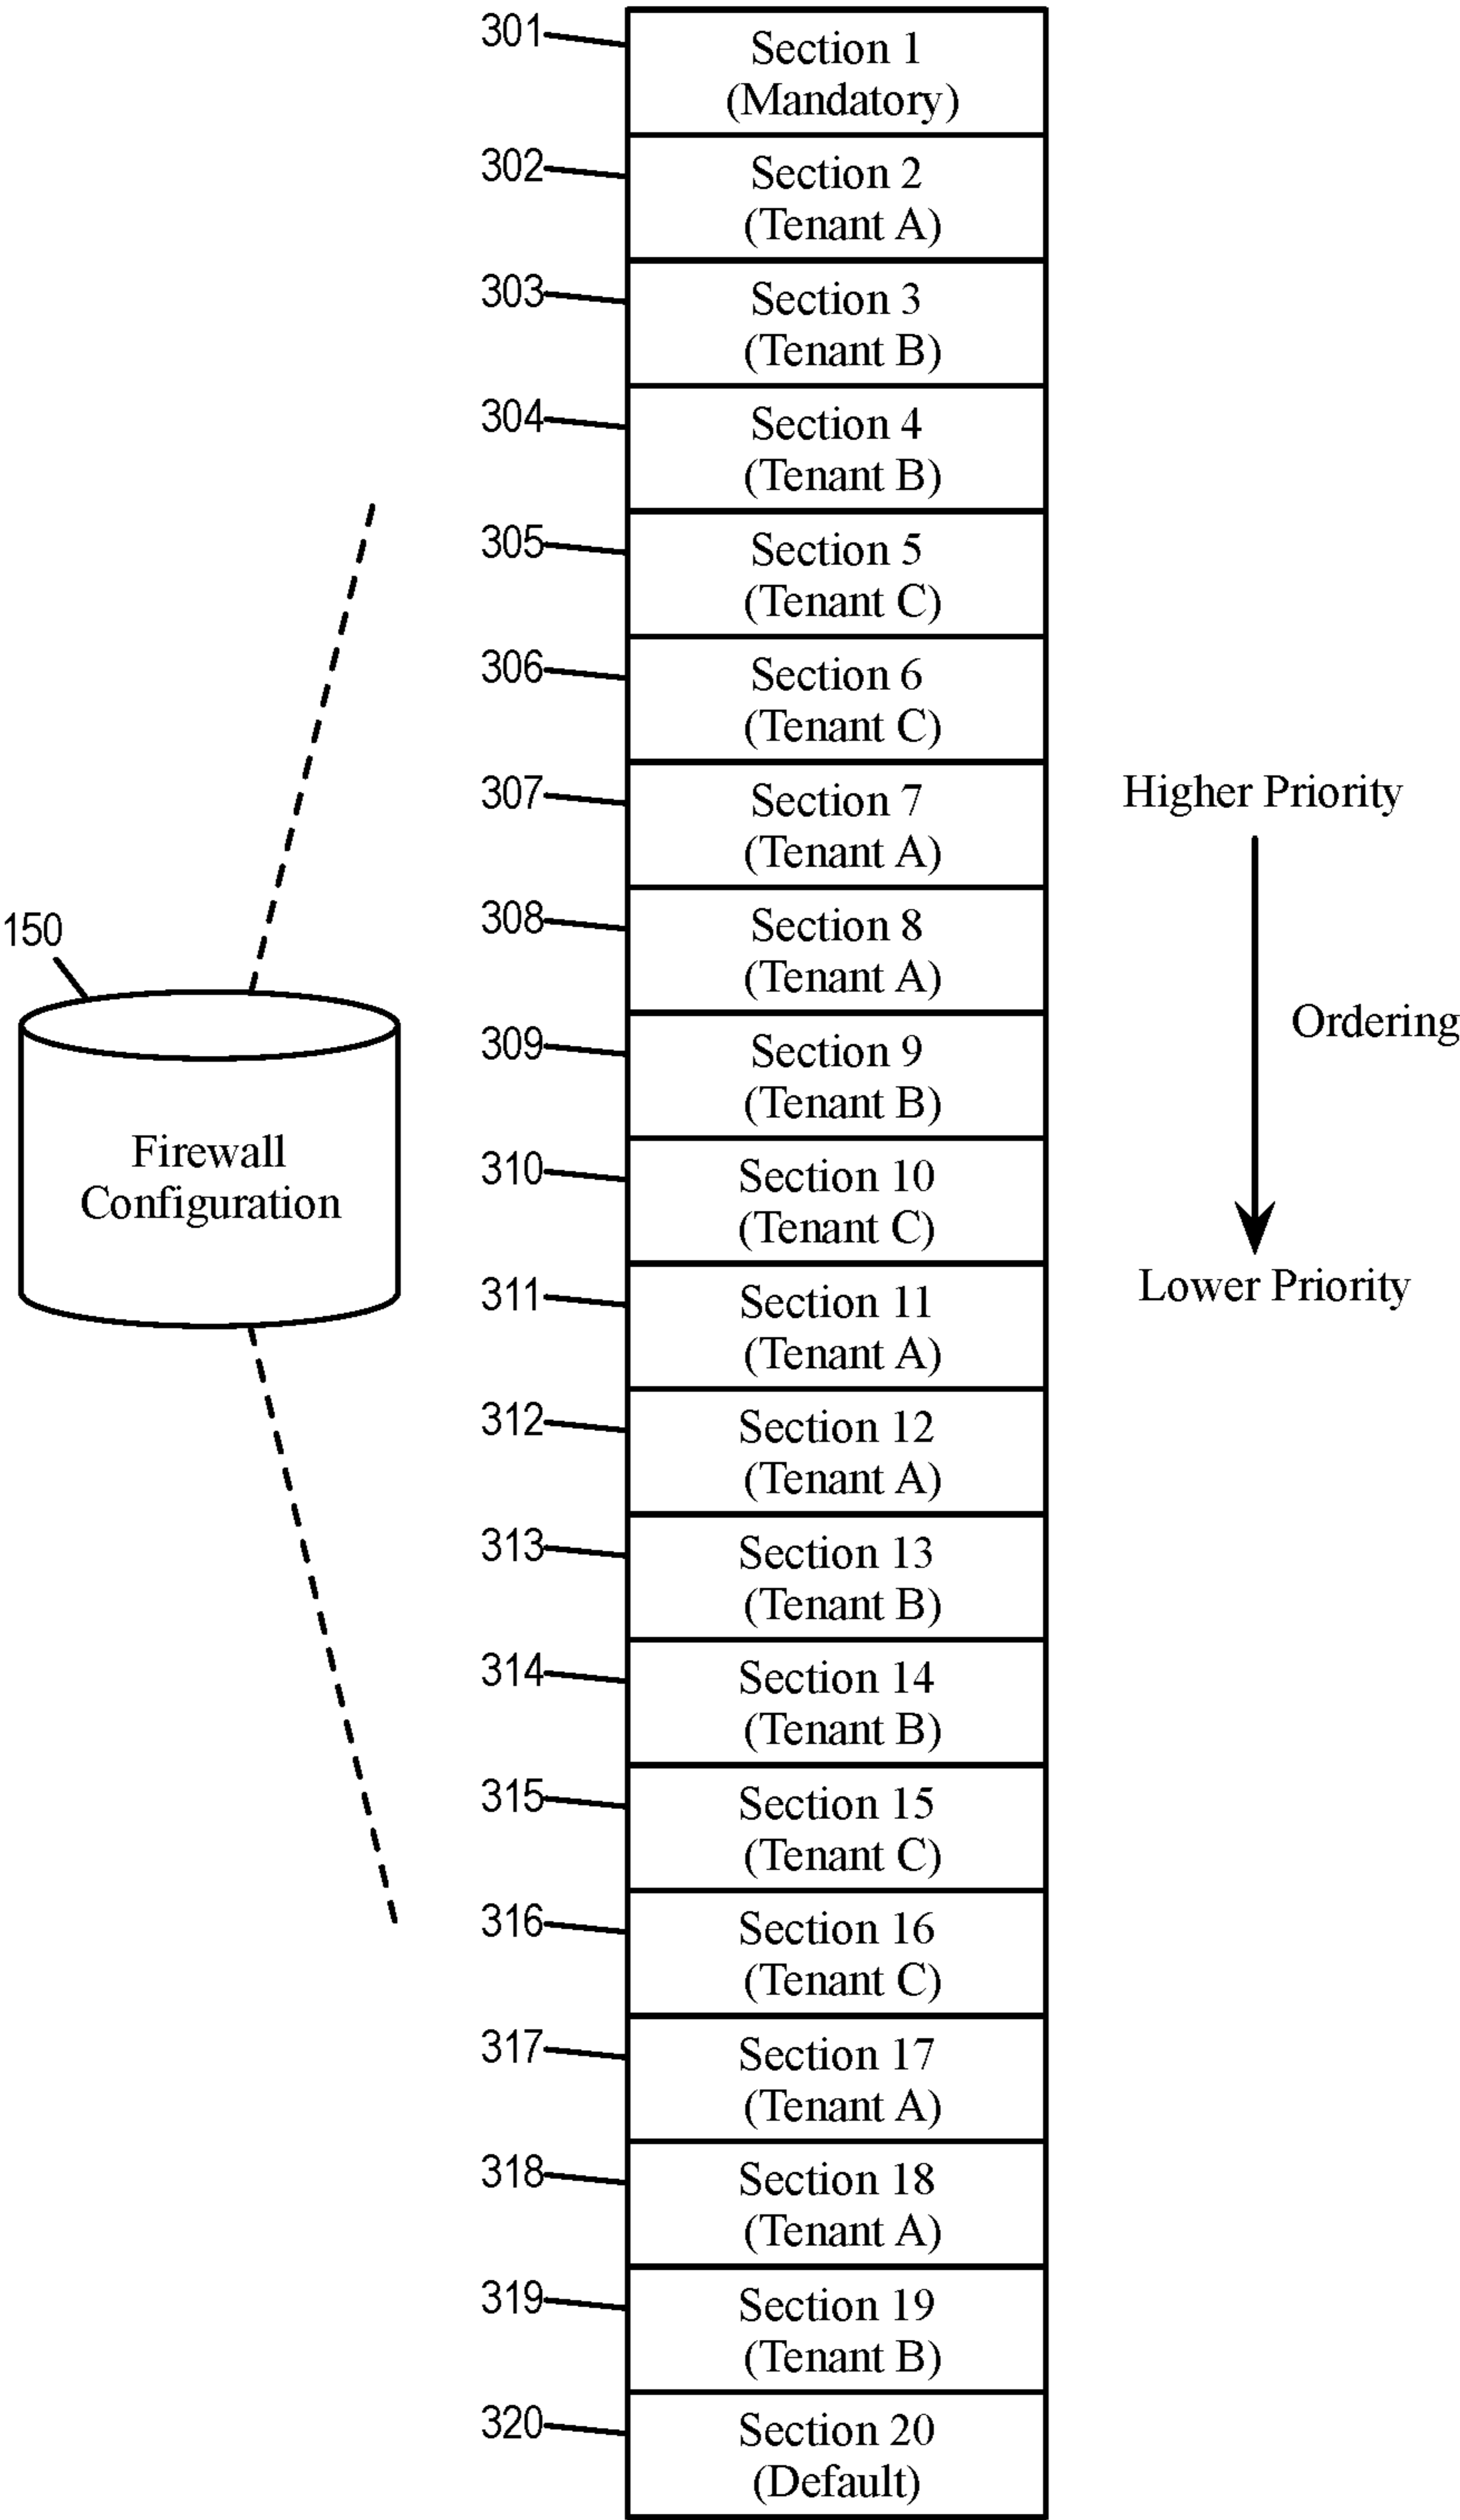 301
Section 1
(Mandatory)
302
Section 2
(Tenant A)
303
Section 3
(Tenant B)
304
Section 4
(Tenant B)
305
Section 5
(Tenant C)
306
Section 6
(Tenant C)
307
Section 7
(Tenant A)
308
Section 8
(Tenant A)
309
Section 9
(Tenant B)
310
Section 10
(Tenant C)
311
Section 11
(Tenant A)
312
Section 12
(Tenant A)
313
Section 13
(Tenant B)
314
Section 14
(Tenant B)
315
Section 15
(Tenant C)
316
Section 16
(Tenant C)
317
Section 17
(Tenant A)
318
Section 18
(Tenant A)
319
Section 19
(Tenant B)
320
Section 20
(Default)
150
Firewall
Configuration
Higher Priority
Ordering
Lower Priority